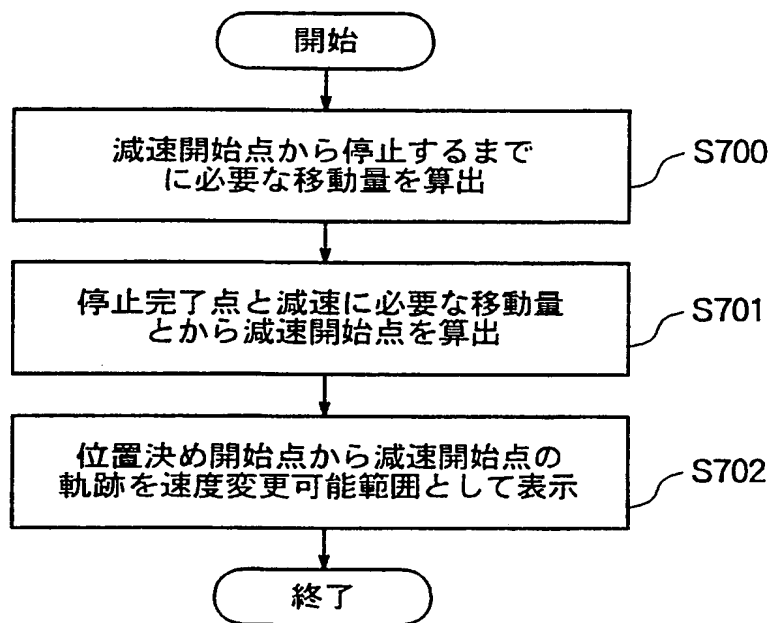 開始
減速開始点から停止するまで
に必要な移動量を算出
S700
停止完了点と減速に必要な移動量
とから減速開始点を算出
S701
位置決め開始点から減速開始点の
軌跡を速度変更可能範囲として表示
S702
終了